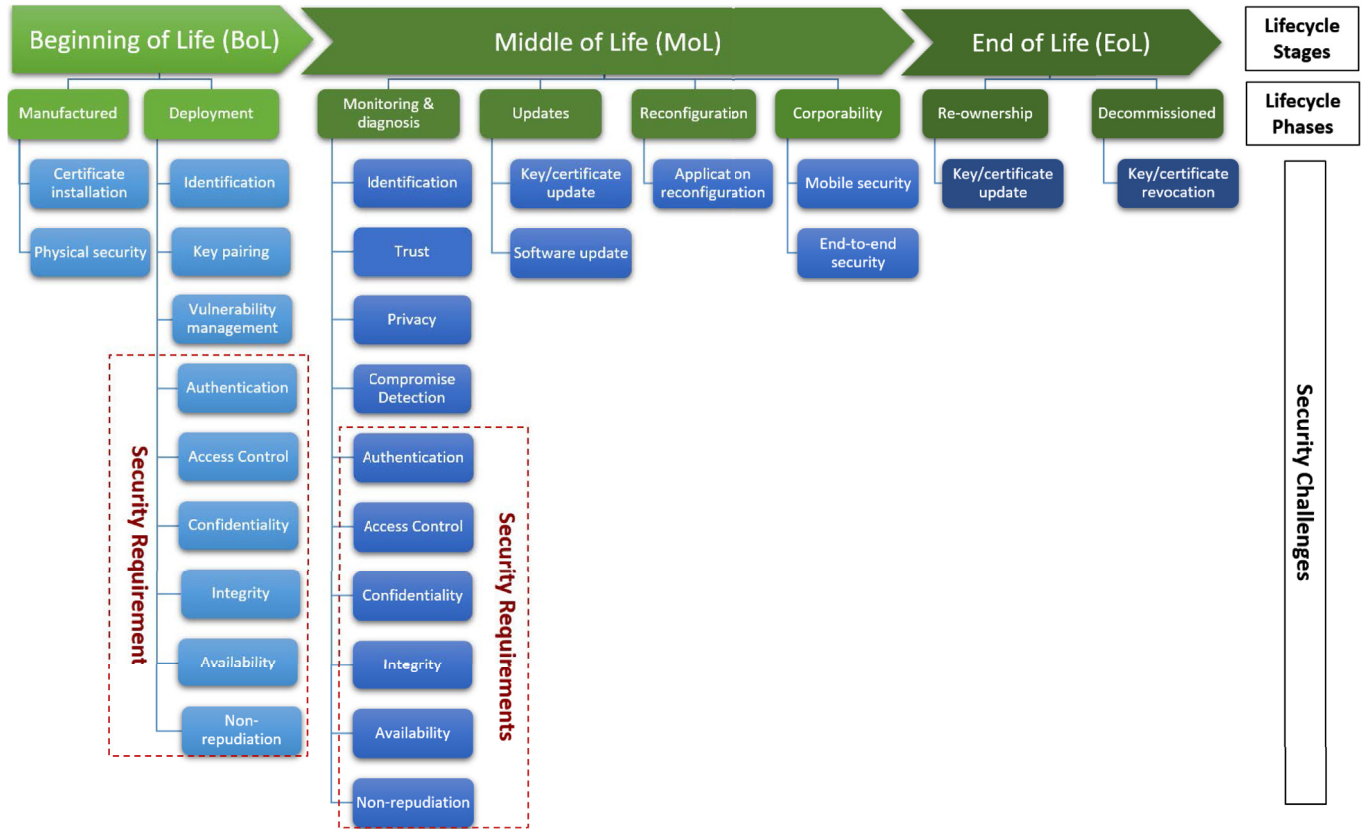 Beginning of Life (BoL)
Middle of Life (MoL)
End of Life (EoL)
Lifecycle
Stages
Manufactured
Deployment
Monitoring &
diagnosis
Updates
Reconfiguration
Corporability
Re-ownership
Decommissioned
Lifecycle
Phases
Certificate
installation
Physical security
Identification
Key pairing
Vulnerability
management
Authentication
Access Control
Confidentiality
Integrity
Availability
Non-
repudiation
Security Requirement
Identification
Trust
Privacy
Compromise
Detection
Authentication
Access Control
Confidentiality
Integrity
Availability
Non-repudiation
Security Requirements
Key/certificate
update
Software update
Application
reconfiguration
Mobile security
End-to-end
security
Key/certificate
update
Key/certificate
revocation
Security Challenges